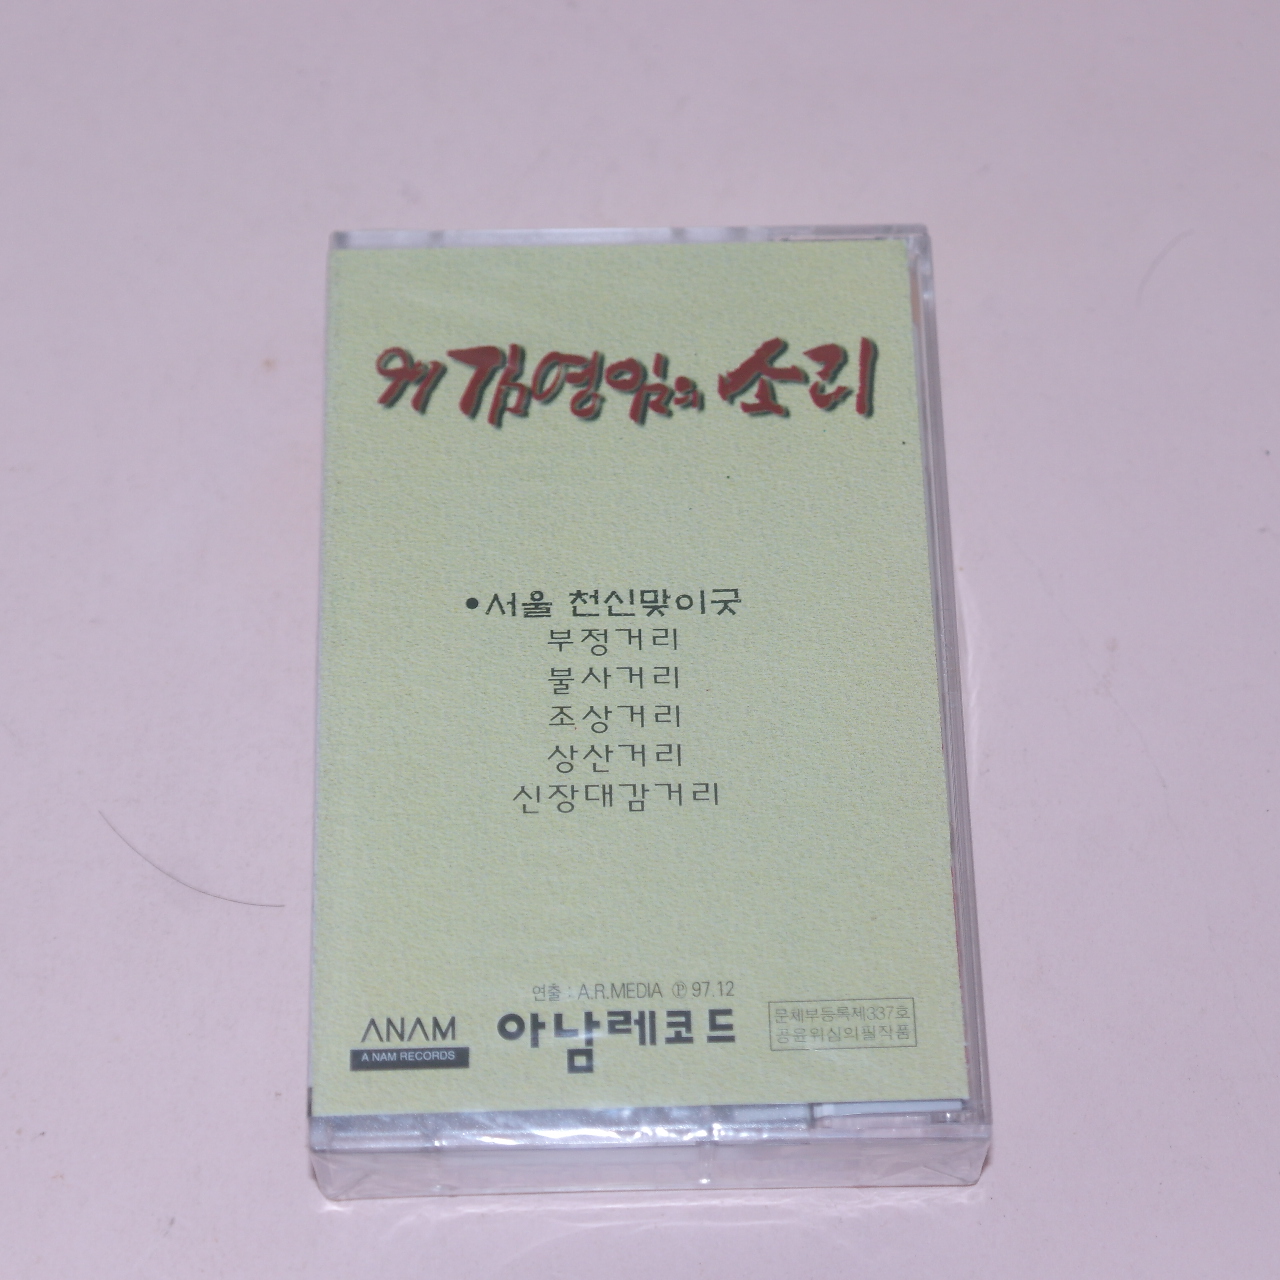 97 김영임의 소리
•서울 천신맞이굿
부정거리
불사거리
조상거리
상산거리
신장대감거리
연출 : A.R.MEDIA ℗ 97.12
ANAM
A NAM RECORDS
아남레코드
문체부등록제337호
공윤위심의필작품